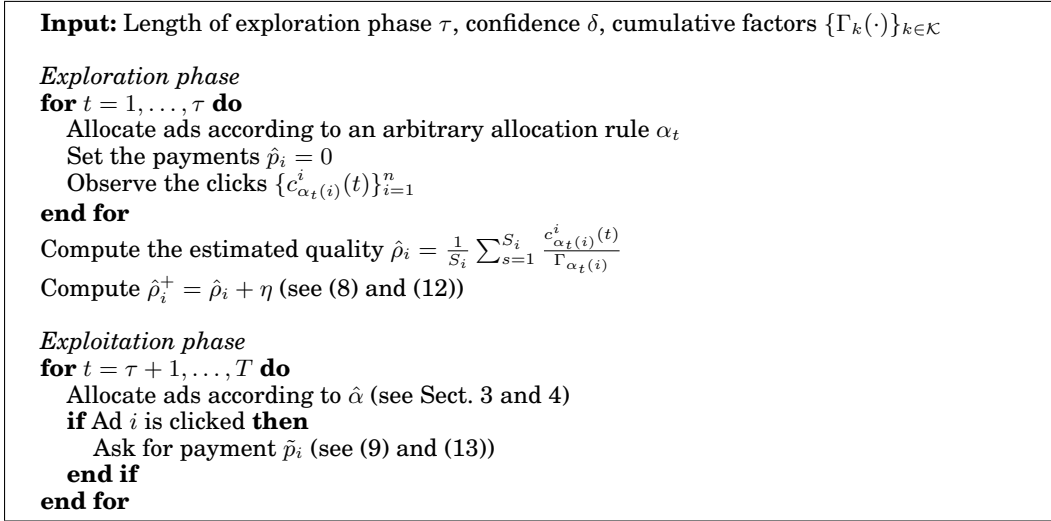 Input: Length of exploration phase τ, confidence δ, cumulative factors {Γ_k(·)}_{k∈𝒦}
Exploration phase
for t = 1, . . . , τ do
Allocate ads according to an arbitrary allocation rule α_t
Set the payments p̂_i = 0
Observe the clicks {c^i_{α_t(i)}(t)}^n_{i=1}
end for
Compute the estimated quality ρ̂_i = \frac{1}{S_i} ∑^{S_i}_{s=1} \frac{c^i_{α_t(i)}(t)}{Γ_{α_t(i)}}
Compute ρ̂^+_i = ρ̂_i + η (see (8) and (12))
Exploitation phase
for t = τ + 1, . . . , T do
Allocate ads according to α̂ (see Sect. 3 and 4)
if Ad i is clicked then
Ask for payment p̃_i (see (9) and (13))
end if
end for